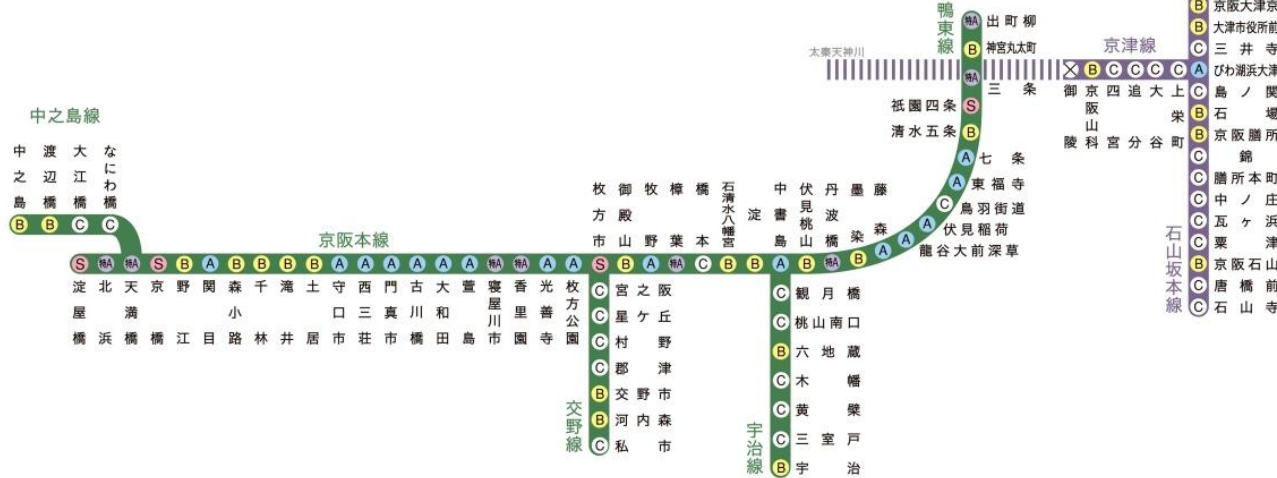 中之島線
中之島
渡辺橋
大江橋
なにわ橋
B
B
C
C
京阪本線
S
特A
特A
S
B
A
B
B
B
B
A
A
A
A
A
A
特A
特A
A
A
S
B
A
特A
C
B
B
A
B
特A
B
A
A
A
C
A
A
B
S
特A
B
特A
淀屋橋
北浜
天満橋
京橋
野江
関目
森小路
千林
滝井
土居
守口市
西三荘
門真市
古川橋
大和田
萱島
寝屋川市
香里園
光善寺
枚方公園
枚方市
御殿山
牧野
樟葉
橋本
石清水八幡宮
淀
中書島
伏見桃山
丹波橋
墨染
藤森
龍谷大前深草
伏見稲荷
鳥羽街道
東福寺
七条
清水五条
祇園四条
三条
神宮丸太町
出町柳
鴨東線
太秦天神川
交野線
C 宮之阪
C 星ヶ丘
C 村野
C 郡津
B 交野市
B 河内森
C 私市
宇治線
C 観月橋
C 桃山南口
B 六地蔵
C 木幡
C 黄檗
C 三室戸
B 宇治
京津線
B
C
C
C
C
御陵
京阪山科
四宮
追分
大谷
上栄町
石山坂本線
B 京阪大津京
B 大津市役所前
C 三井寺
A びわ湖浜大津
C 島ノ関
B 石場
B 京阪膳所
C 錦
C 膳所本町
C 中ノ庄
C 瓦ヶ浜
C 粟津
B 京阪石山
C 唐橋前
C 石山寺